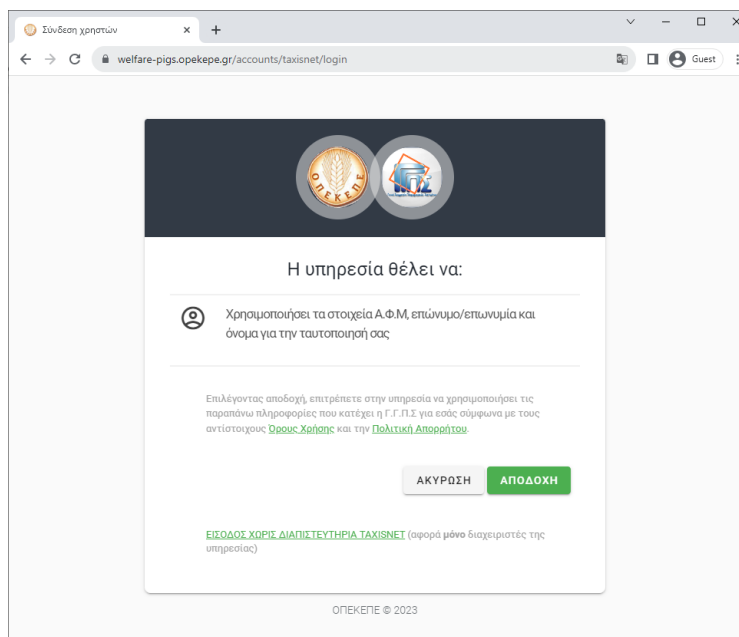 Σύνδεση χρηστών
welfare-pigs.opekepe.gr/accounts/taxisnet/login
Guest
ΟΠΕΚΕΠΕ
Η υπηρεσία θέλει να:
Χρησιμοποιήσει τα στοιχεία Α.Φ.Μ, επώνυμο/επωνυμία και
όνομα για την ταυτοποιησή σας
Επιλέγοντας αποδοχή, επιτρέπετε στην υπηρεσία να χρησιμοποιήσει τις
παραπάνω πληροφορίες που κατέχει η Γ.Γ.Π.Σ για εσάς σύμφωνα με τους
αντίστοιχους Όρους Χρήσης και την Πολιτική Απορρήτου.
ΑΚΥΡΩΣΗ
ΑΠΟΔΟΧΗ
ΕΙΣΟΔΟΣ ΧΩΡΙΣ ΔΙΑΠΙΣΤΕΥΤΗΡΙΑ TAXISNET (αφορά μόνο διαχειριστές της
υπηρεσίας)
ΟΠΕΚΕΠΕ © 2023